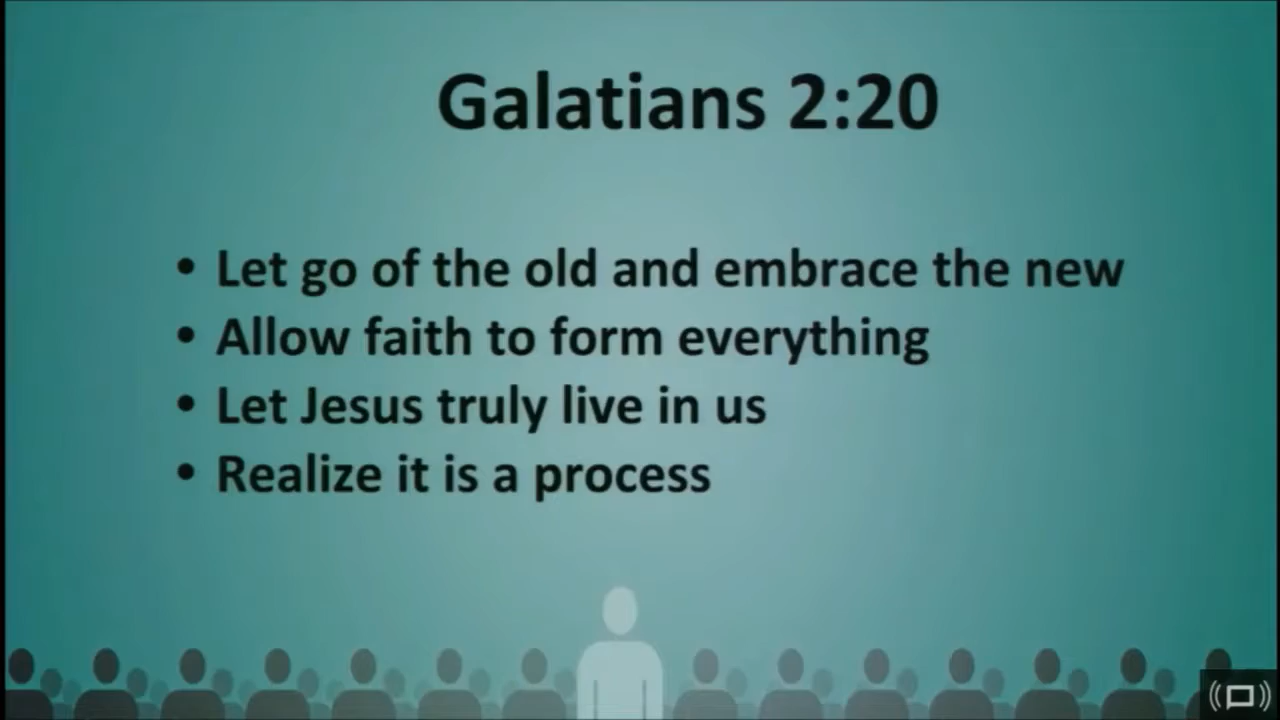 Galatians 2:20
• Let go of the old and embrace the new
• Allow faith to form everything
• Let Jesus truly live in us
• Realize it is a process